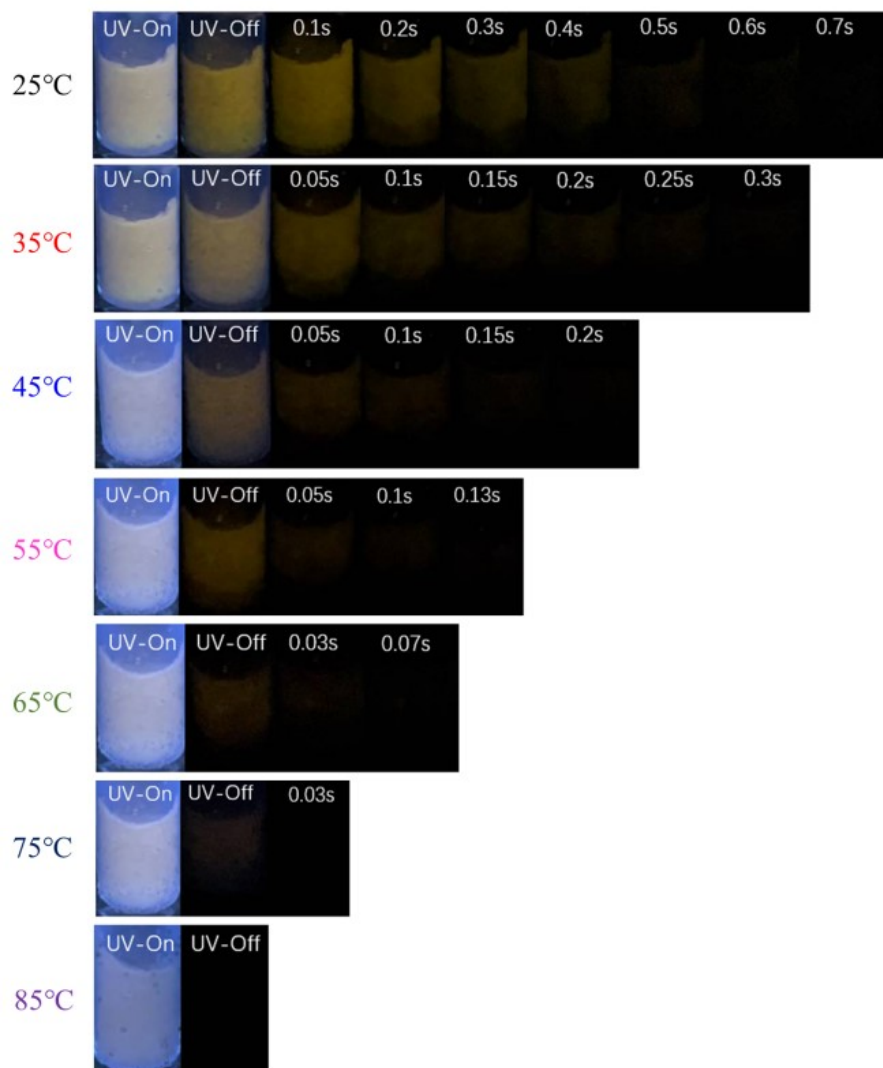 UV-On UV-Off 0.1s 0.2s 0.3s 0.4s 0.5s 0.6s 0.7s
25°C
UV-On UV-Off 0.05s 0.1s 0.15s 0.2s 0.25s 0.3s
35°C
UV-On UV-Off 0.05s 0.1s 0.15s 0.2s
45°C
UV-On UV-Off 0.05s 0.1s 0.13s
55°C
UV-On UV-Off 0.03s 0.07s
65°C
UV-On UV-Off 0.03s
75°C
UV-On UV-Off
85°C